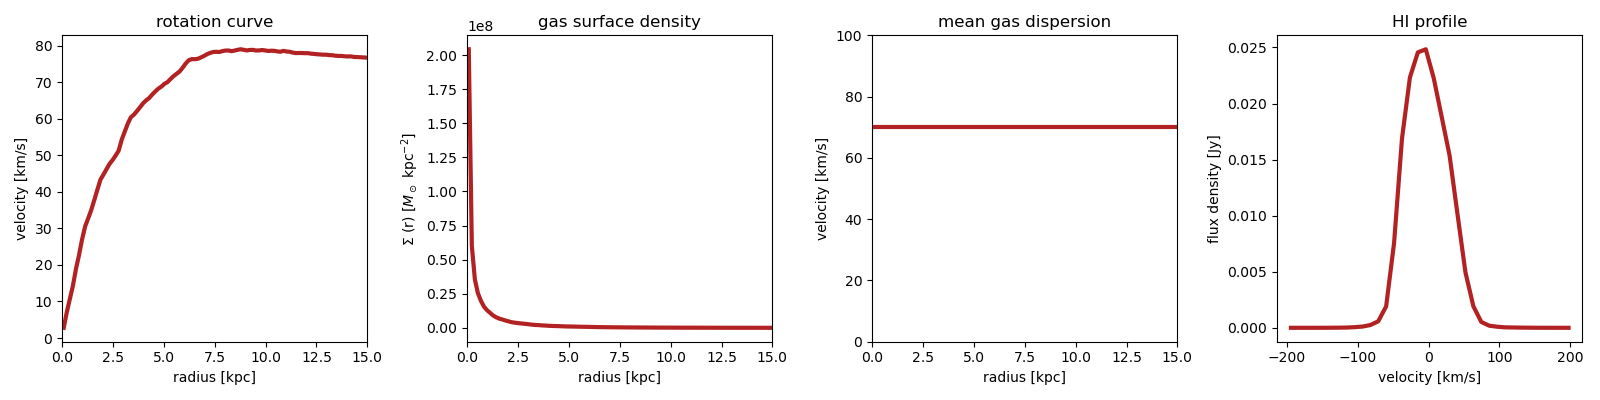 rotation curve
velocity [km/s]
80
70
60
50
40
30
20
10
0
0.0 2.5 5.0 7.5 10.0 12.5 15.0
radius [kpc]
gas surface density
1e8
Σ (r) [M⊙ kpc⁻²]
2.00
1.75
1.50
1.25
1.00
0.75
0.50
0.25
0.00
0.0 2.5 5.0 7.5 10.0 12.5 15.0
radius [kpc]
mean gas dispersion
velocity [km/s]
100
80
60
40
20
0
0.0 2.5 5.0 7.5 10.0 12.5 15.0
radius [kpc]
HI profile
flux density [Jy]
0.025
0.020
0.015
0.010
0.005
0.000
−200 −100 0 100 200
velocity [km/s]